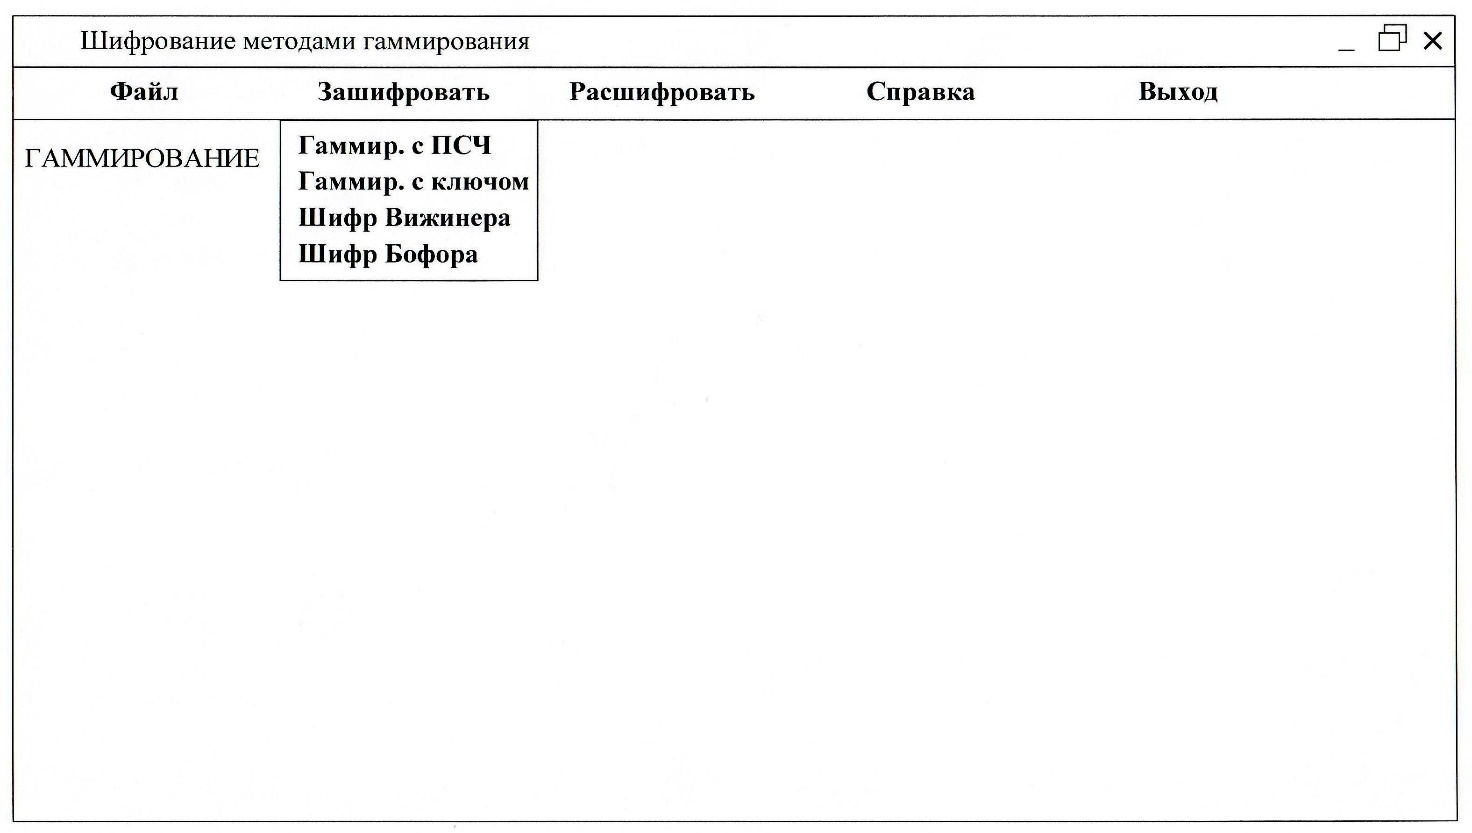 Шифрование методами гаммирования
Файл Зашифровать Расшифровать Справка Выход
ГАММИРОВАНИЕ
Гаммир. с ПСЧ
Гаммир. с ключом
Шифр Вижинера
Шифр Бофора